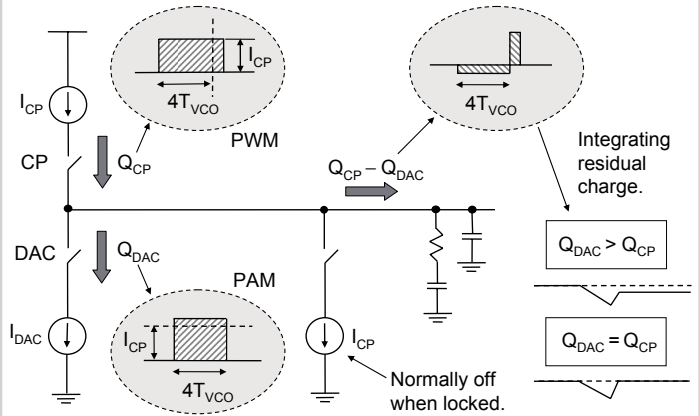 I_CP
4T_VCO
PWM
I_CP
CP
Q_CP
Q_CP – Q_DAC
4T_VCO
Integrating
residual
charge.
DAC
Q_DAC
PAM
I_DAC
I_CP
4T_VCO
I_CP
Normally off
when locked.
Q_DAC > Q_CP
Q_DAC = Q_CP